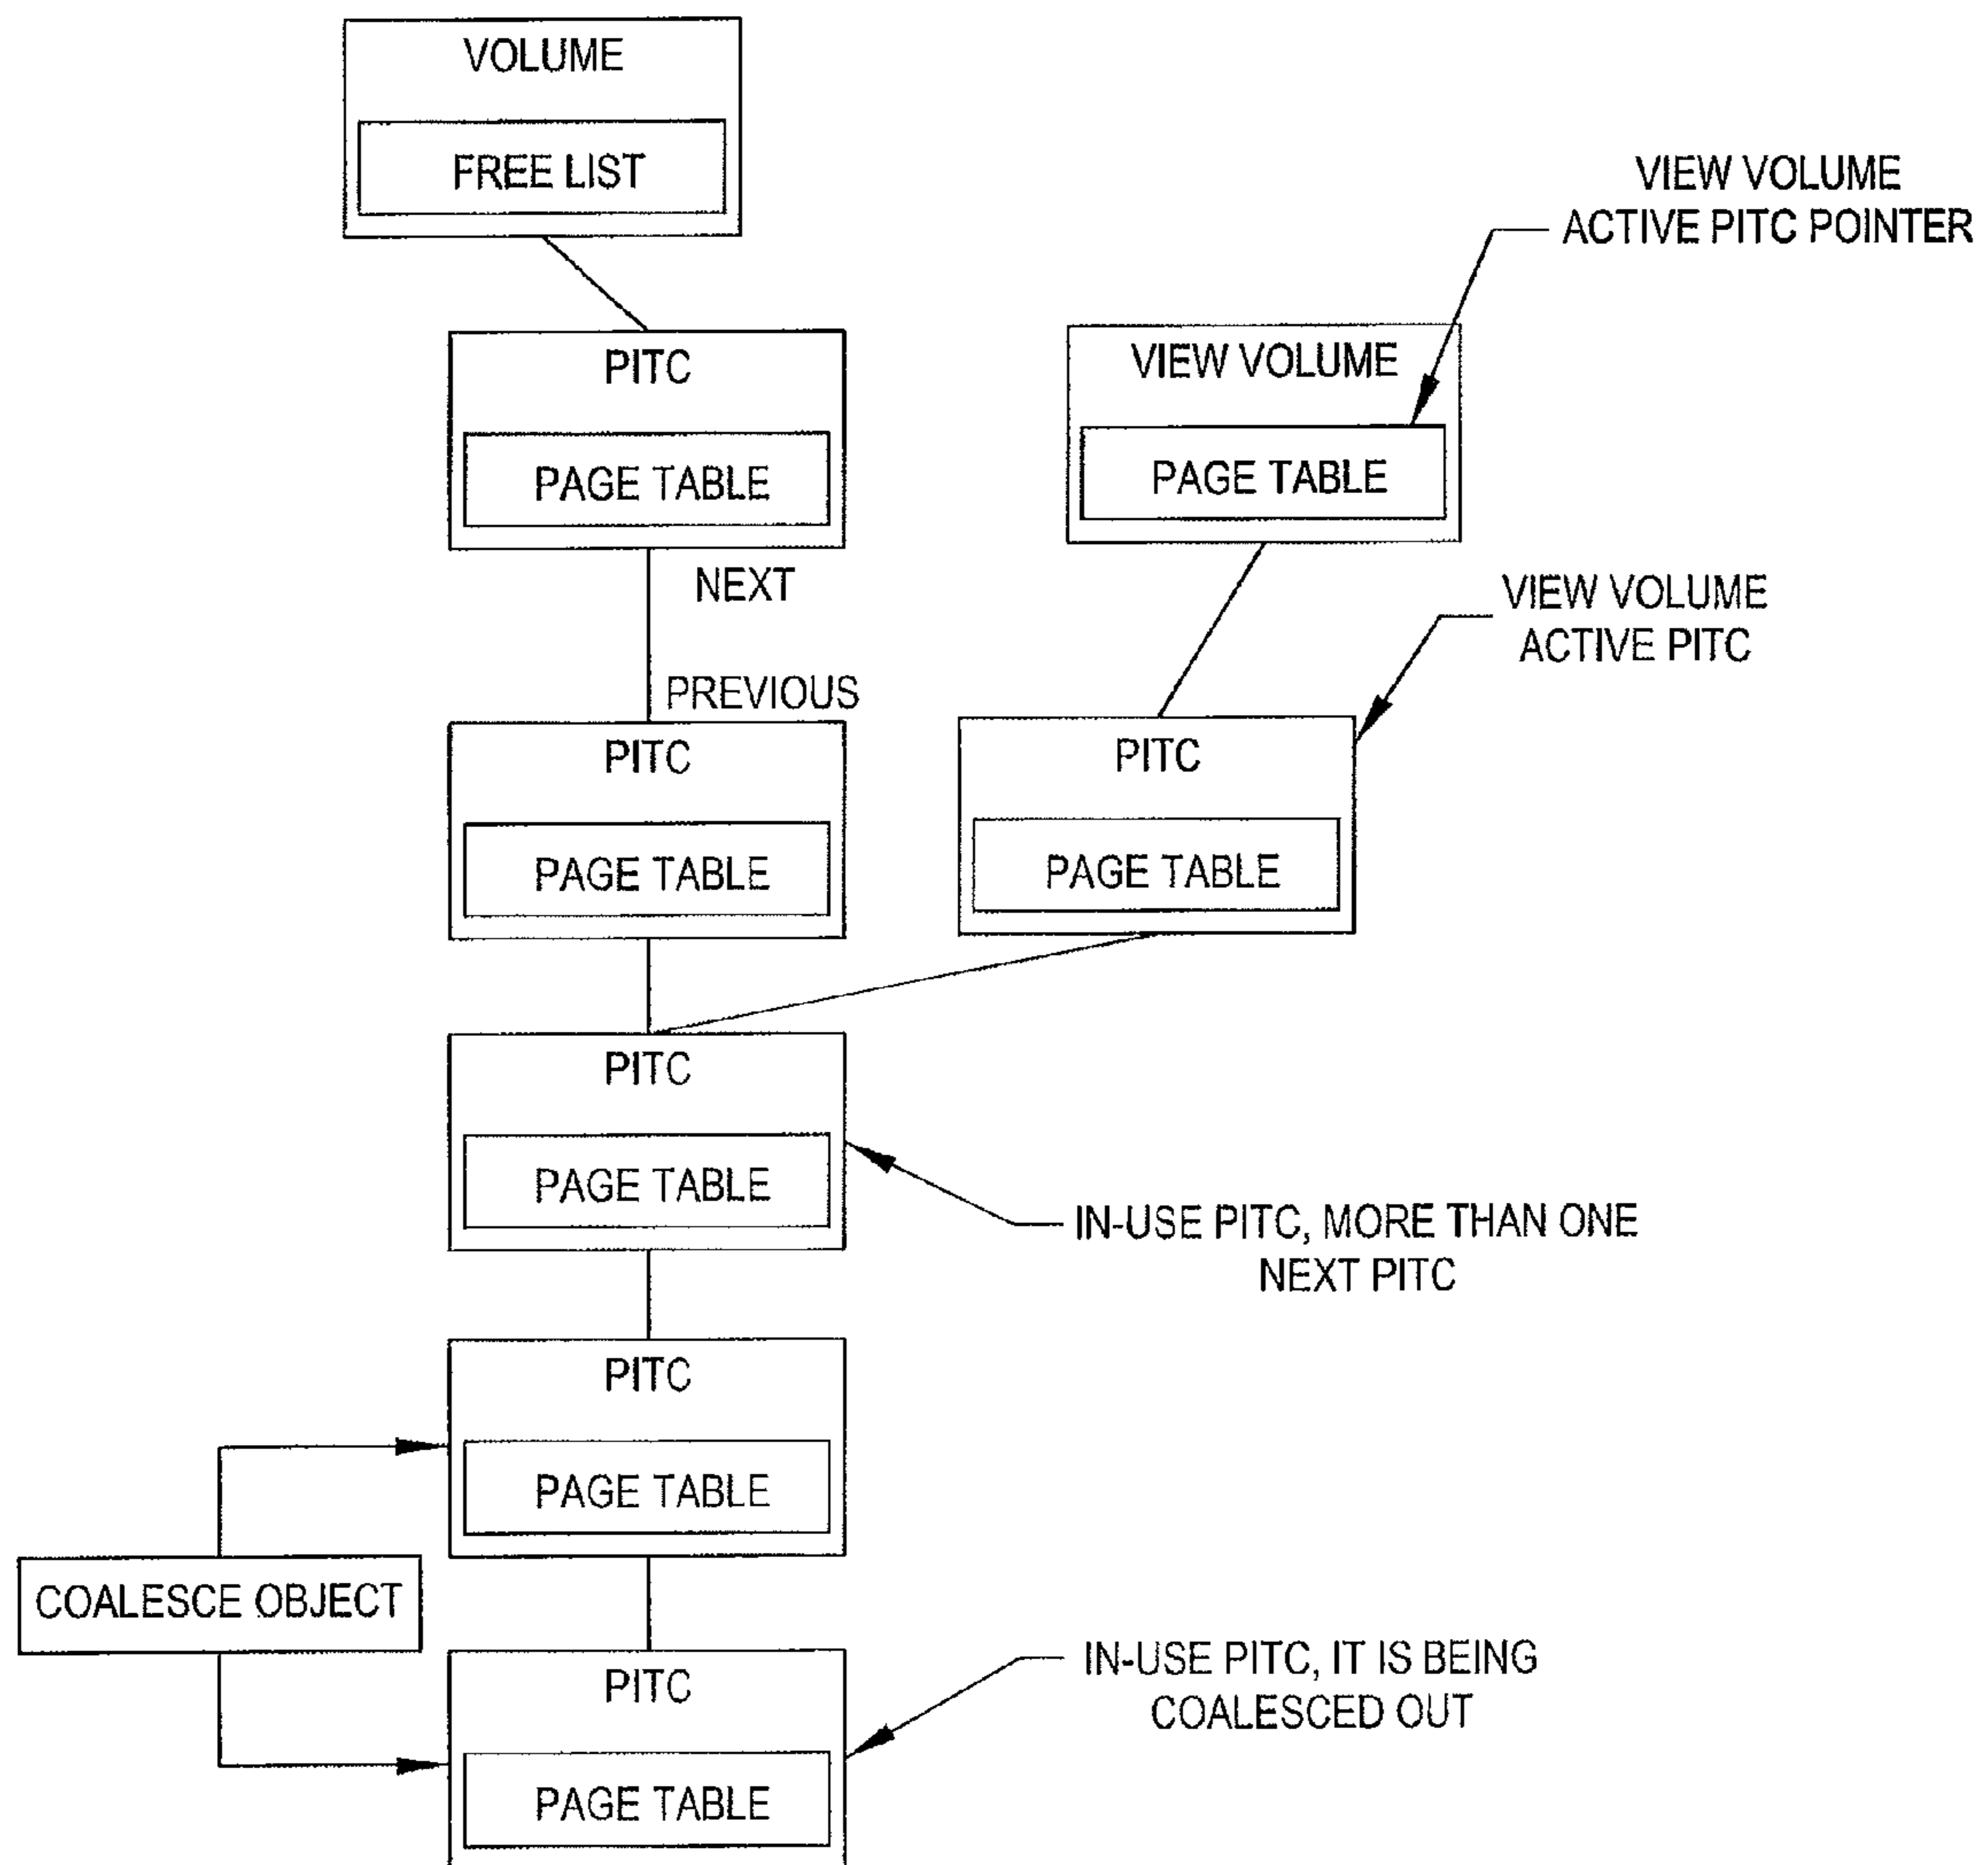 VOLUME
FREE LIST
VIEW VOLUME
ACTIVE PITC POINTER
PITC
PAGE TABLE
VIEW VOLUME
PAGE TABLE
NEXT
VIEW VOLUME
ACTIVE PITC
PREVIOUS
PITC
PAGE TABLE
PITC
PAGE TABLE
PITC
PAGE TABLE
IN-USE PITC, MORE THAN ONE
NEXT PITC
PITC
PAGE TABLE
COALESCE OBJECT
PITC
PAGE TABLE
IN-USE PITC, IT IS BEING
COALESCED OUT